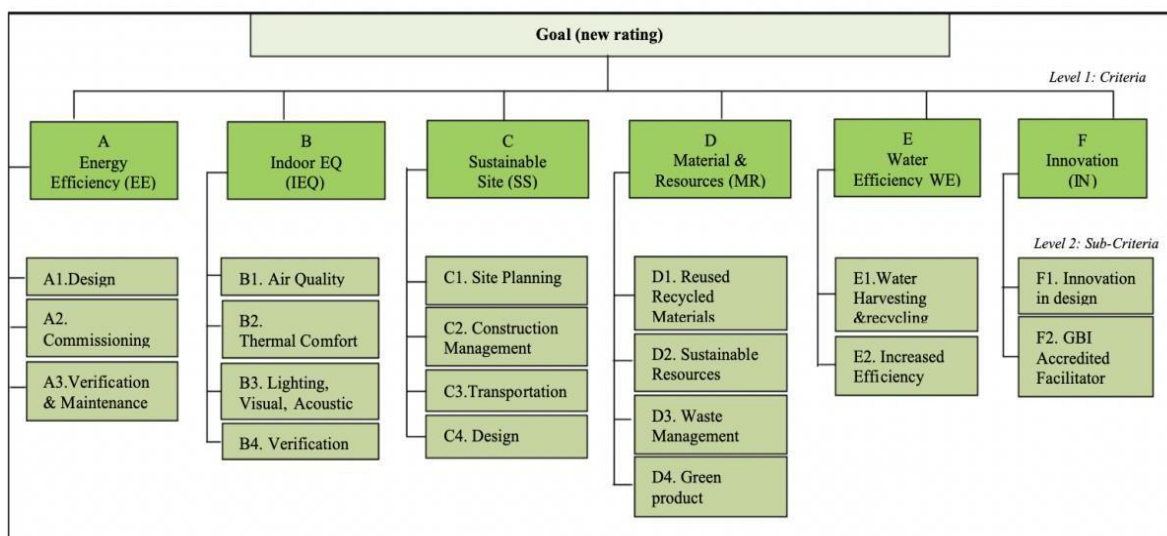 Goal (new rating)
Level 1: Criteria
A
Energy
Efficiency (EE)
B
Indoor EQ
(IEQ)
C
Sustainable
Site (SS)
D
Material &
Resources (MR)
E
Water
Efficiency WE)
F
Innovation
(IN)
Level 2: Sub-Criteria
A1.Design
A2.
Commissioning
A3.Verification
& Maintenance
B1. Air Quality
B2.
Thermal Comfort
B3. Lighting,
Visual, Acoustic
B4. Verification
C1. Site Planning
C2. Construction
Management
C3.Transportation
C4. Design
D1. Reused
Recycled
Materials
D2. Sustainable
Resources
D3. Waste
Management
D4. Green
product
E1.Water
Harvesting
&recycling
E2. Increased
Efficiency
F1. Innovation
in design
F2. GBI
Accredited
Facilitator